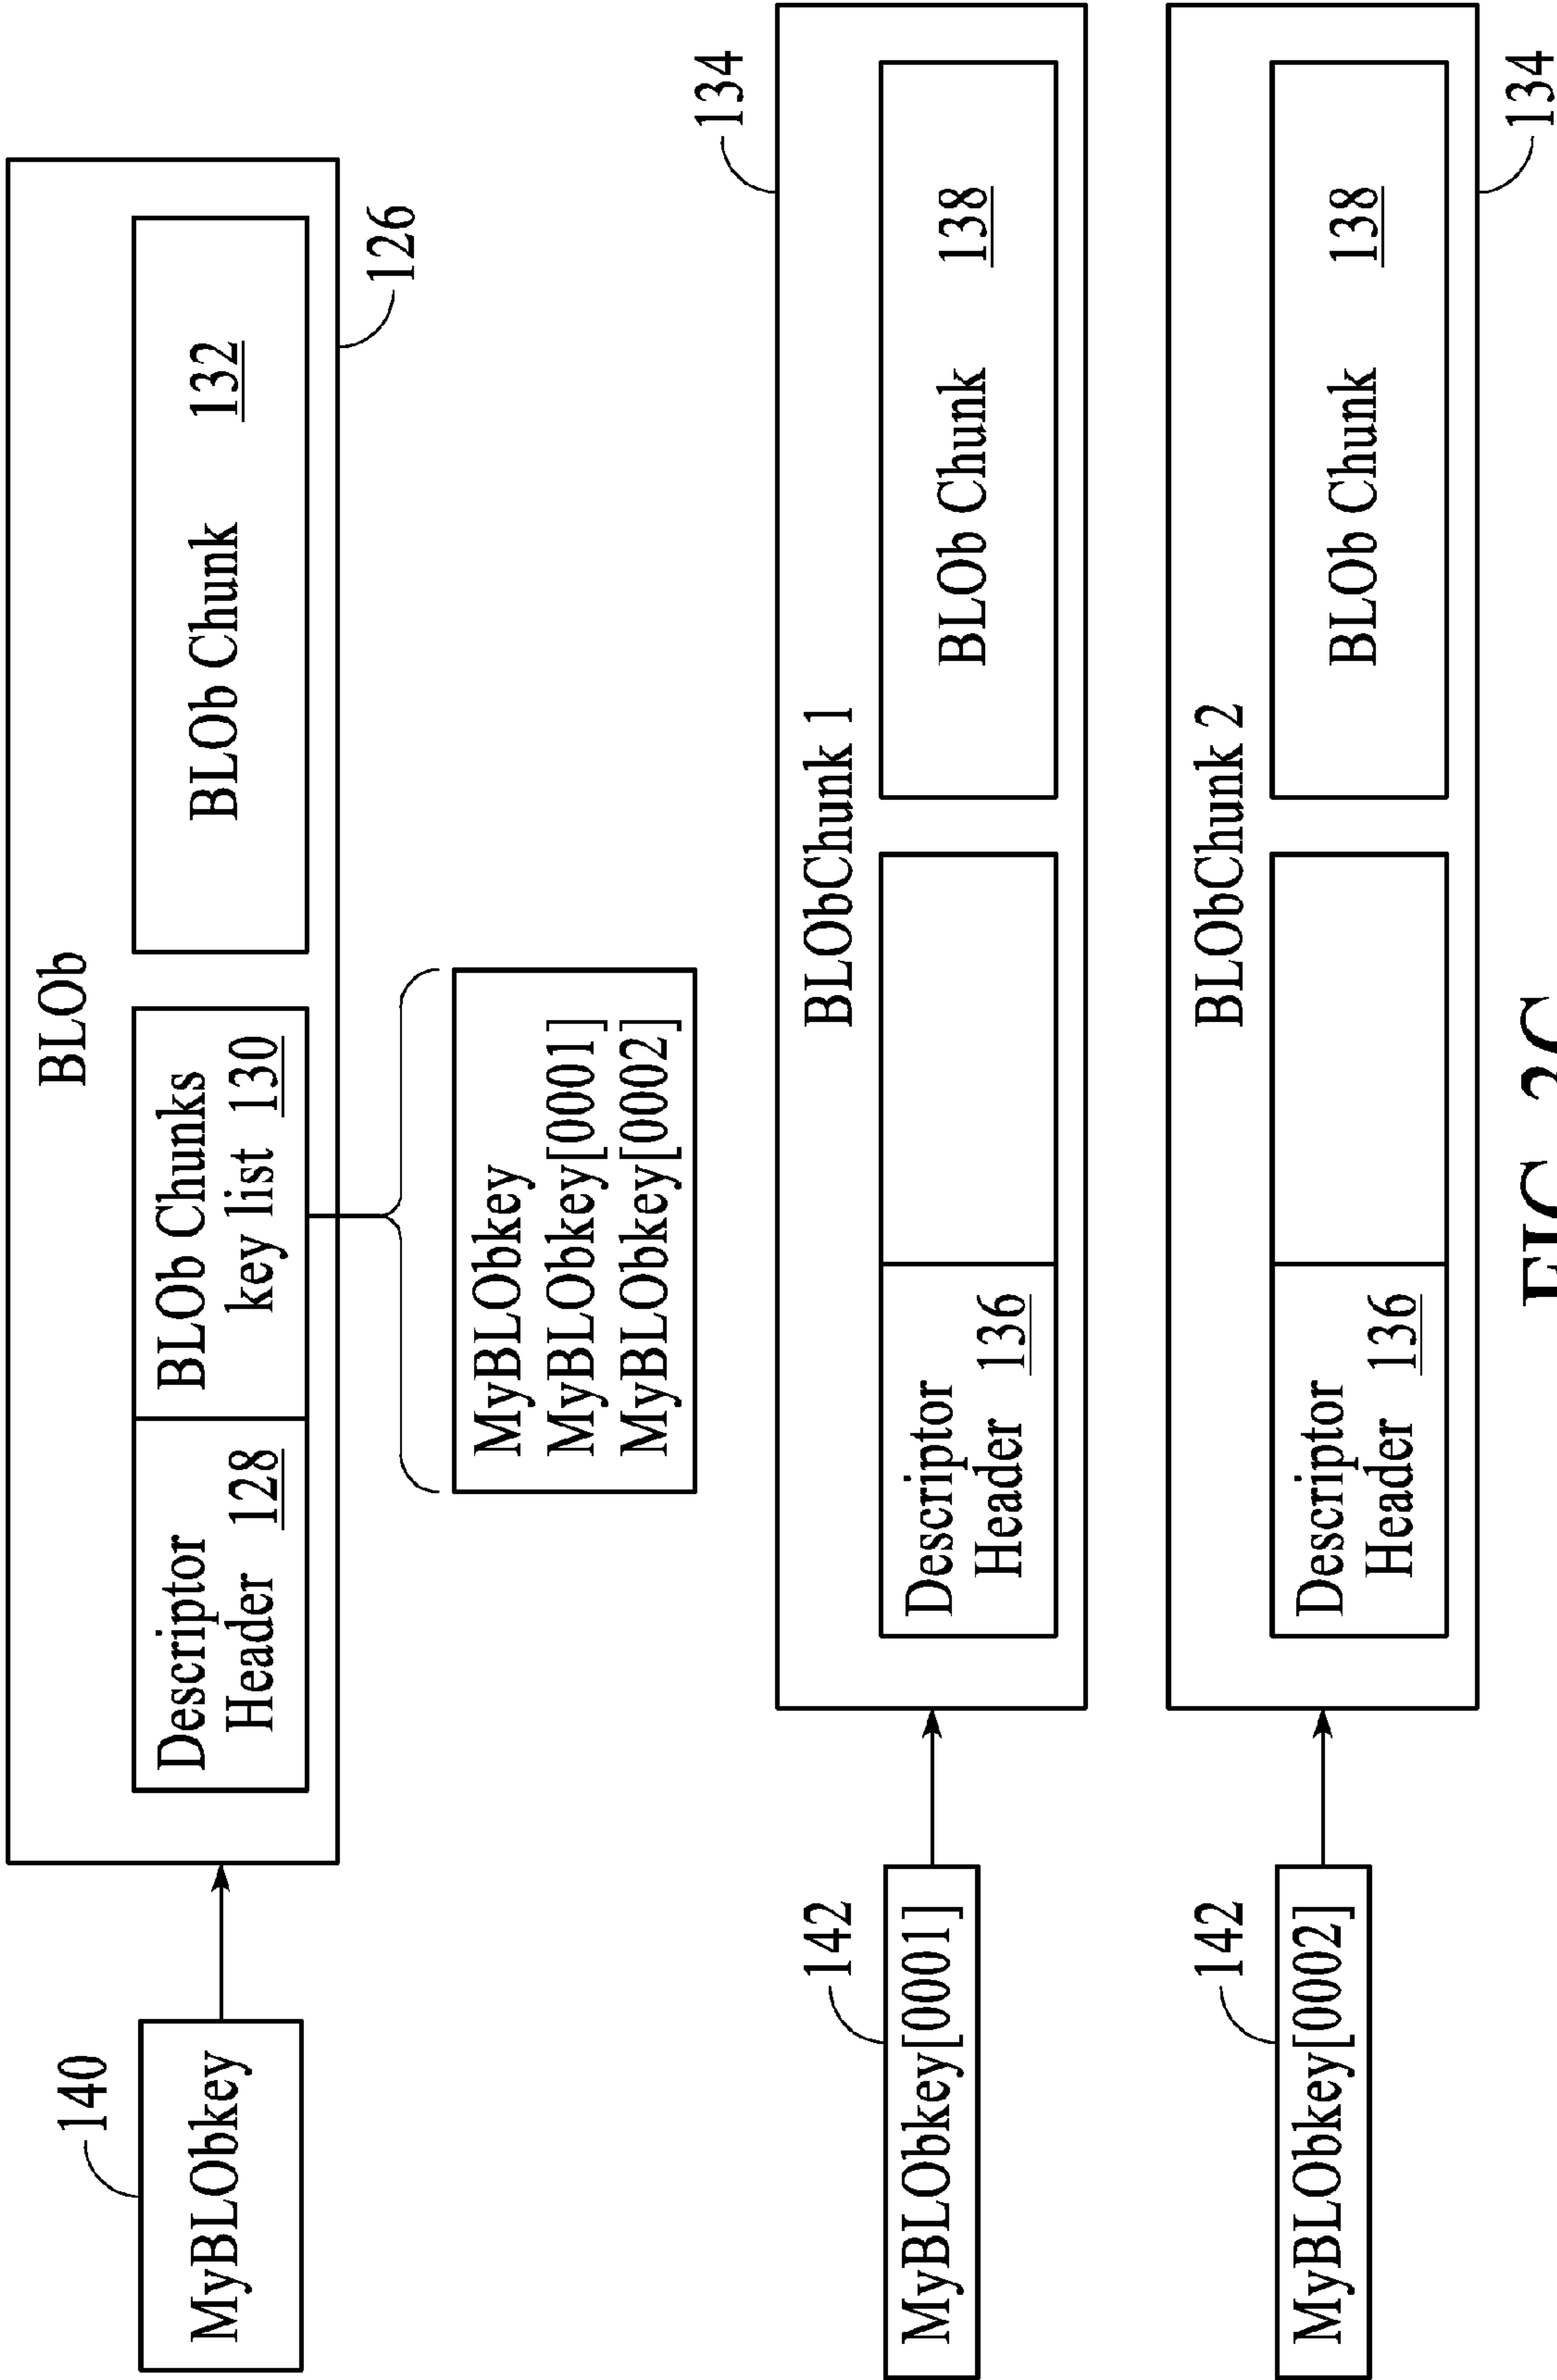 BLOb
140
MyBLObkey
Descriptor
Header 128
BLOb Chunks
key list 130
BLOb Chunk 132
126
MyBLObkey
MyBLObkey[0001]
MyBLObkey[0002]
134
BLObChunk 1
142
MyBLObkey[0001]
Descriptor
Header 136
BLOb Chunk 138
BLObChunk 2
142
MyBLObkey[0002]
Descriptor
Header 136
BLOb Chunk 138
134